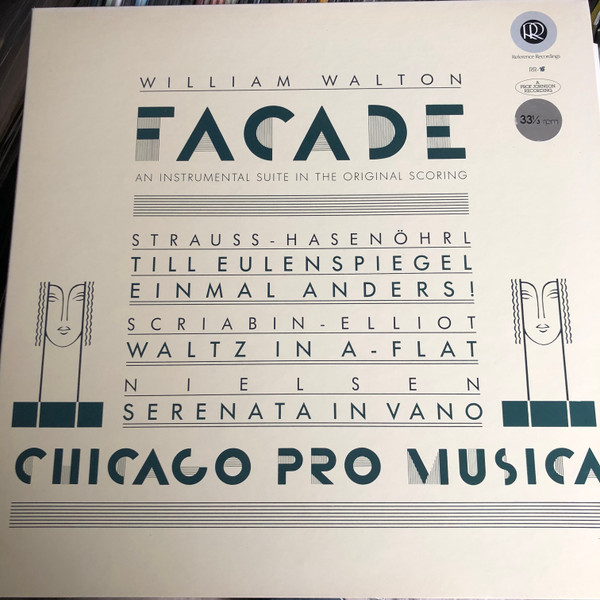 WILLIAM WALTON
FACADE
AN INSTRUMENTAL SUITE IN THE ORIGINAL SCORING
STRAUSS-HASENÖHRL
TILL EULENSPIEGEL
EINMAL ANDERS!
SCRIABIN-ELLIOT
WALTZ IN A-FLAT
NIELSEN
SERENATA IN VANO
CHICAGO PRO MUSICA
RR
Reference Recordings
A
PROF. JOHNSON
RECORDING
33⅓ rpm